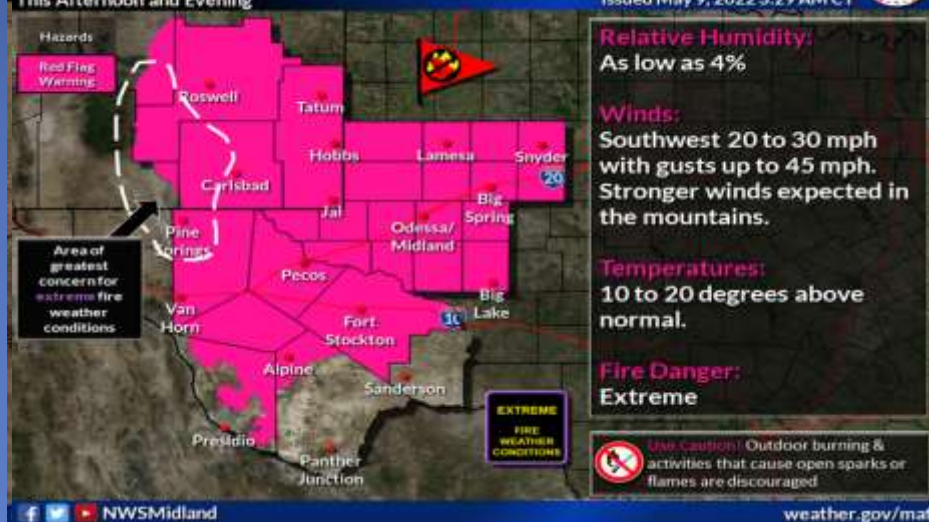 This Afternoon and Evening
Issued May 9, 2022 3:29 AM CT
Hazards
Red Flag
Warning
Roswell
Tatum
Hobbs
Lamesa
Snyder
20
Carlsbad
Jal
Big
Spring
Odessa/
Midland
Pine
Springs
Pecos
Area of
greatest
concern for
extreme fire
weather
conditions
Van
Horn
Big
Lake
10
Fort
Stockton
Alpine
Sanderson
Presidio
Panther
Junction
EXTREME
FIRE
WEATHER
CONDITIONS
Relative Humidity:
As low as 4%
Winds:
Southwest 20 to 30 mph
with gusts up to 45 mph.
Stronger winds expected in
the mountains.
Temperatures:
10 to 20 degrees above
normal.
Fire Danger:
Extreme
Use Caution! Outdoor burning &
activities that cause open sparks or
flames are discouraged
NWSMidland
weather.gov/maf